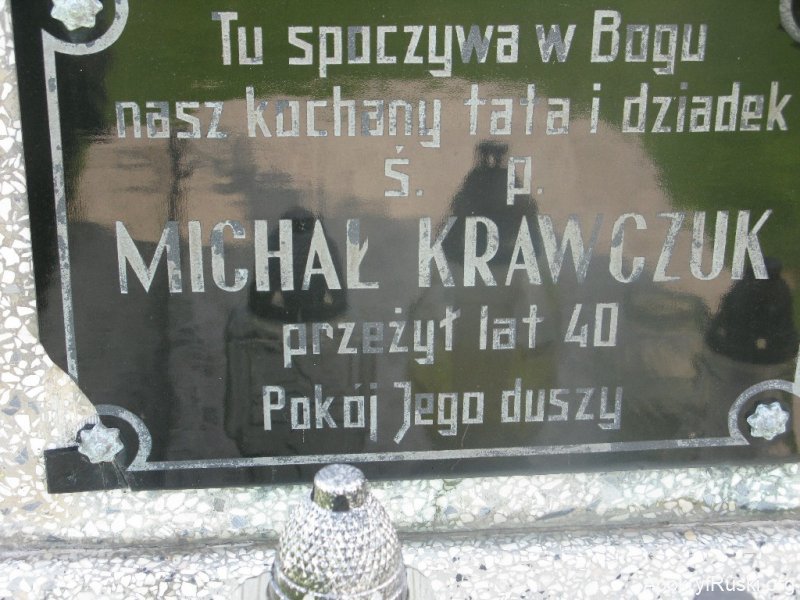 Tu spoczywa w Bogu
nasz kochany tata i dziadek
ś. p.
MICHAŁ KRAWCZUK
przeżył lat 40
Pokój Jego duszy